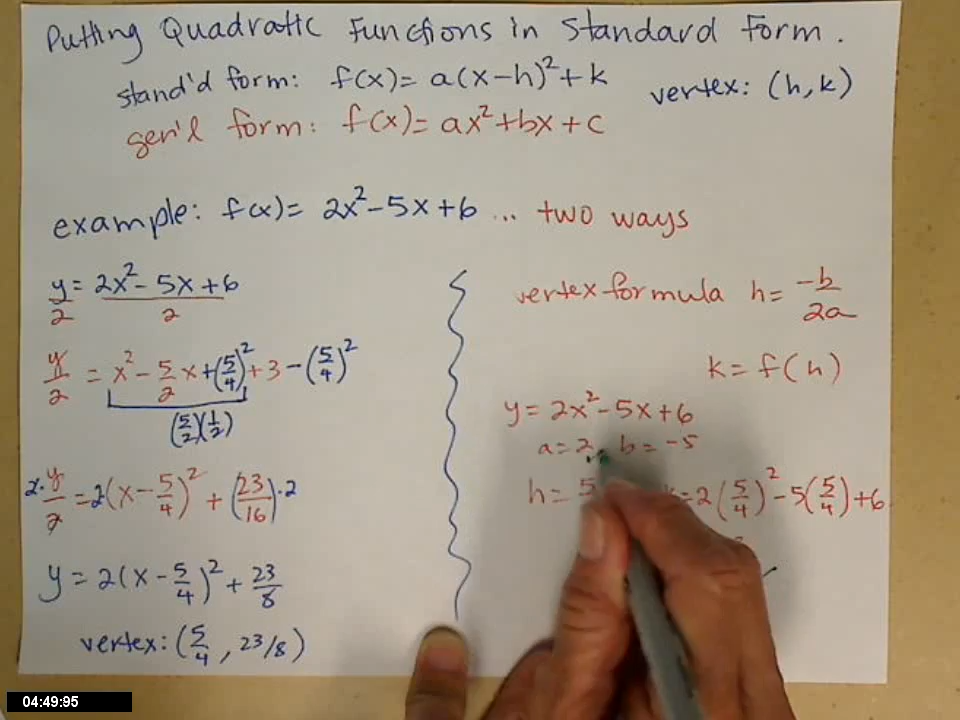 Putting Quadratic Functions in Standard Form.
stand'd form: f(x)= a(x-h)²+k vertex: (h,k)
gen'l form: f(x)= ax²+bx+c
example: f(x)= 2x²-5x+6 ... two ways
y/2 = 2x²-5x+6/2
y/2 = x² - 5/2 x + (5/4)² + 3 - (5/4)²
(5/2)(1/2)
2· y/2 = 2(x - 5/4)² + (23/16)·2
y = 2(x - 5/4)² + 23/8
vertex: (5/4, 23/8)
vertex formula h= -b/2a
k= f(h)
y= 2x²-5x+6
a=2, b=-5
h= 5
=2(5/4)² -5(5/4)+6
04:49:95